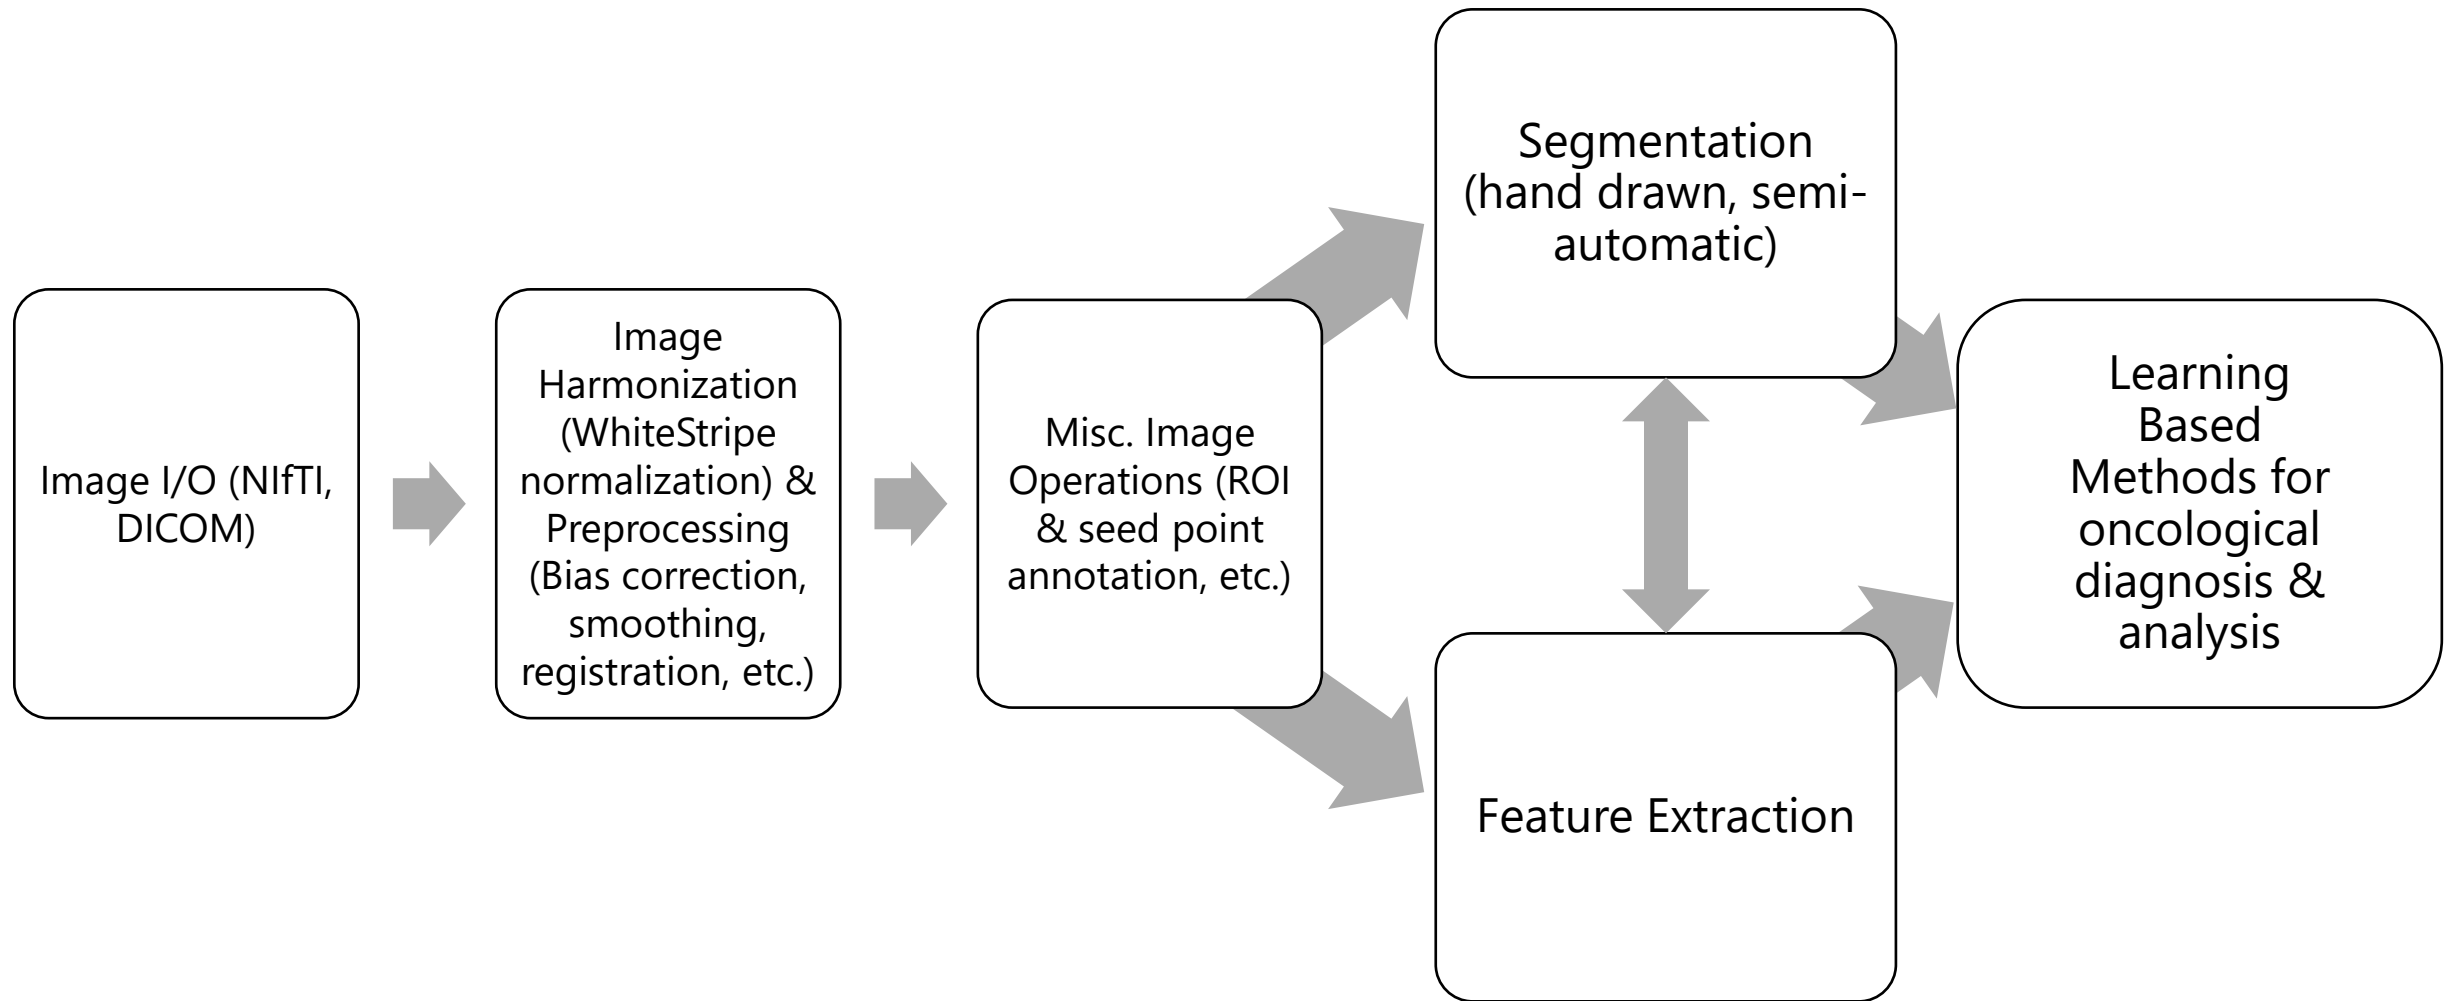 Image I/O (NIfTI,
DICOM)
Image
Harmonization
(WhiteStripe
normalization) &
Preprocessing
(Bias correction,
smoothing,
registration, etc.)
Misc. Image
Operations (ROI
& seed point
annotation, etc.)
Segmentation
(hand drawn, semi-
automatic)
Feature Extraction
Learning
Based
Methods for
oncological
diagnosis &
analysis